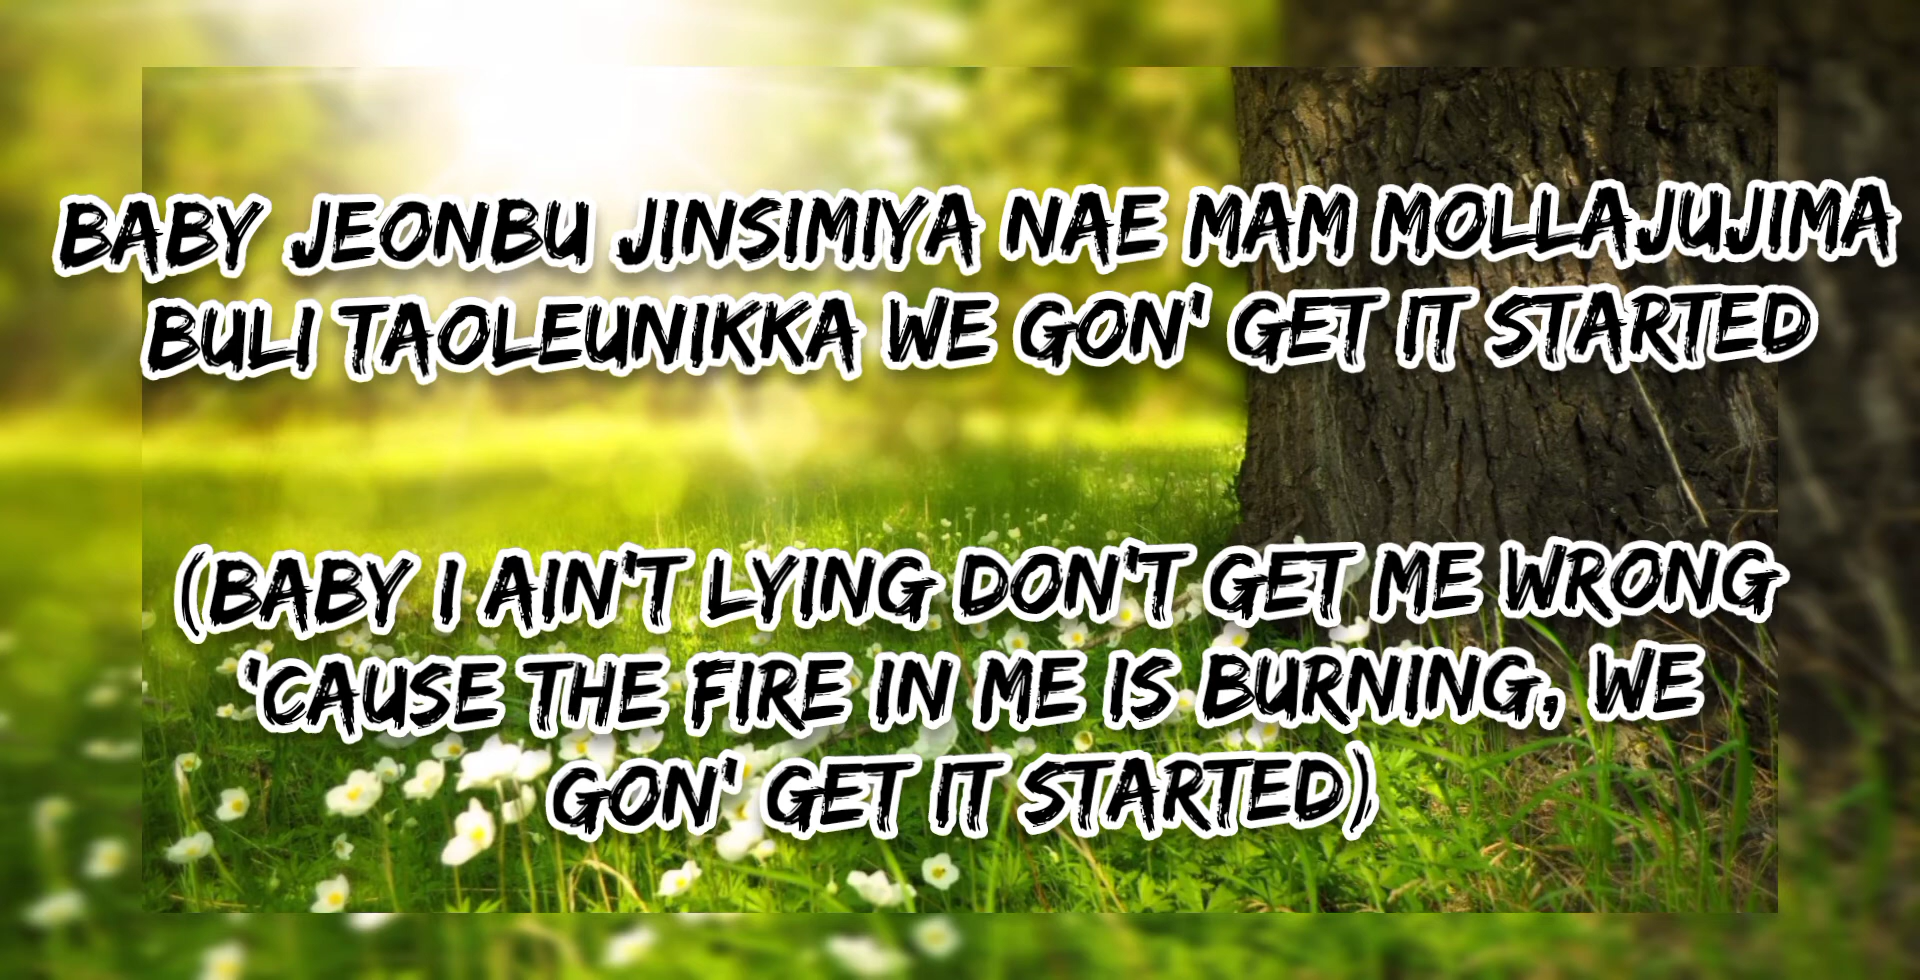 BABY JEONBU JINSIMIYA NAE MAM MOLLAJUJIMA
BULI TAOLEUNIKKA WE GON' GET IT STARTED
(BABY I AIN'T LYING DON'T GET ME WRONG
'CAUSE THE FIRE IN ME IS BURNING, WE
GON' GET IT STARTED)